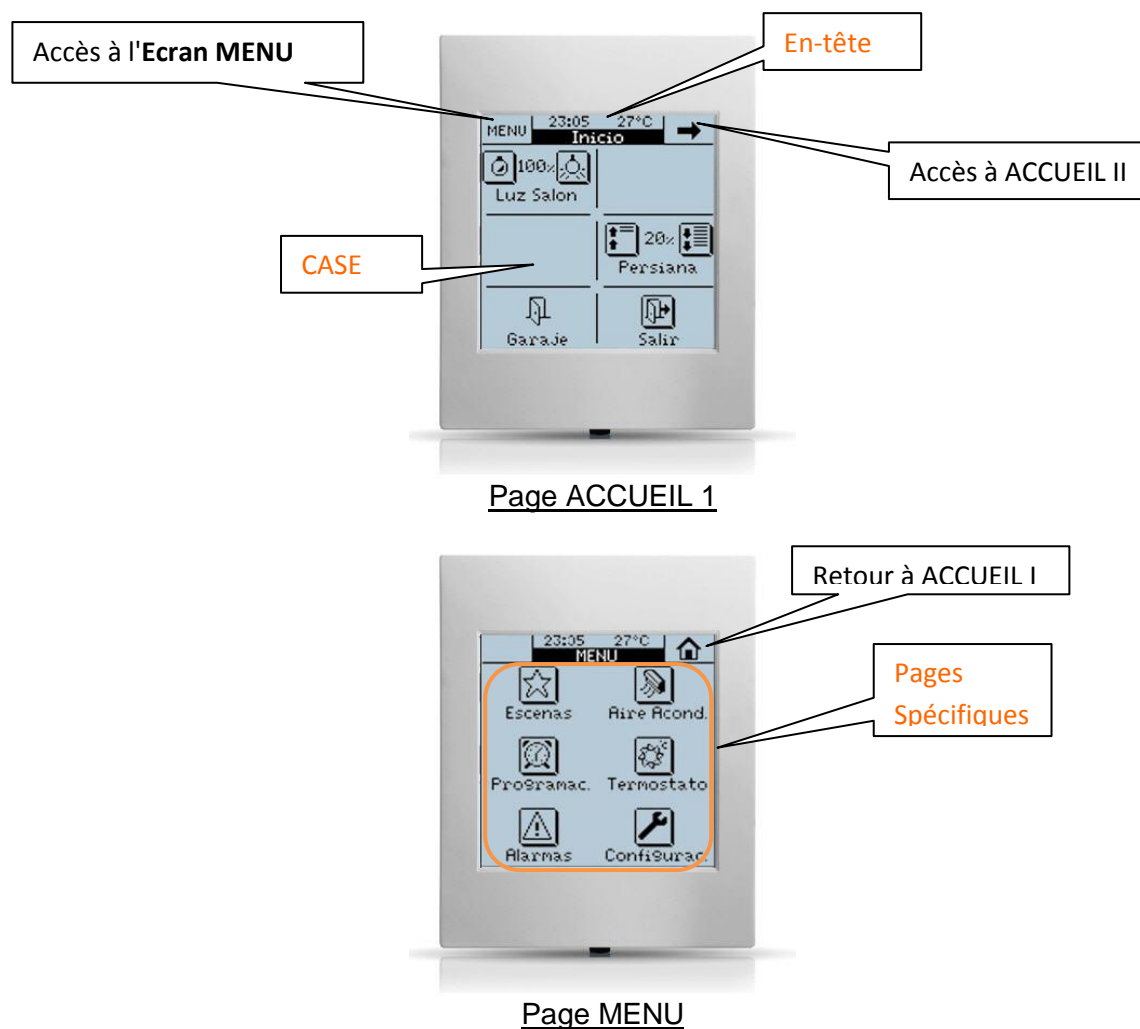 Accès à l'Ecran MENU
En-tête
MENU
23:05 27°C
Inicio
Accès à ACCUEIL II
100%
Luz Salon
CASE
20%
Persiana
Garaje
Salir
Page ACCUEIL 1
Retour à ACCUEIL I
23:05 27°C
MENU
Pages
Spécifiques
Escenas
Aire Acond.
Programac.
Termostato
Alarmas
Configurac.
Page MENU